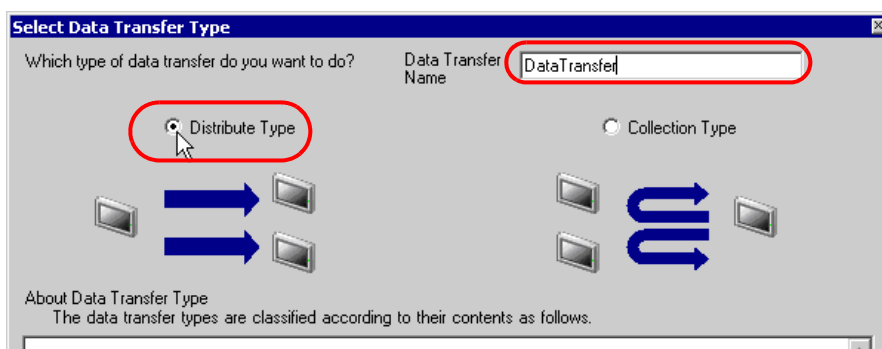 Select Data Transfer Type
Which type of data transfer do you want to do?
Data Transfer
Name
DataTransfer
Distribute Type
Collection Type
About Data Transfer Type
The data transfer types are classified according to their contents as follows.